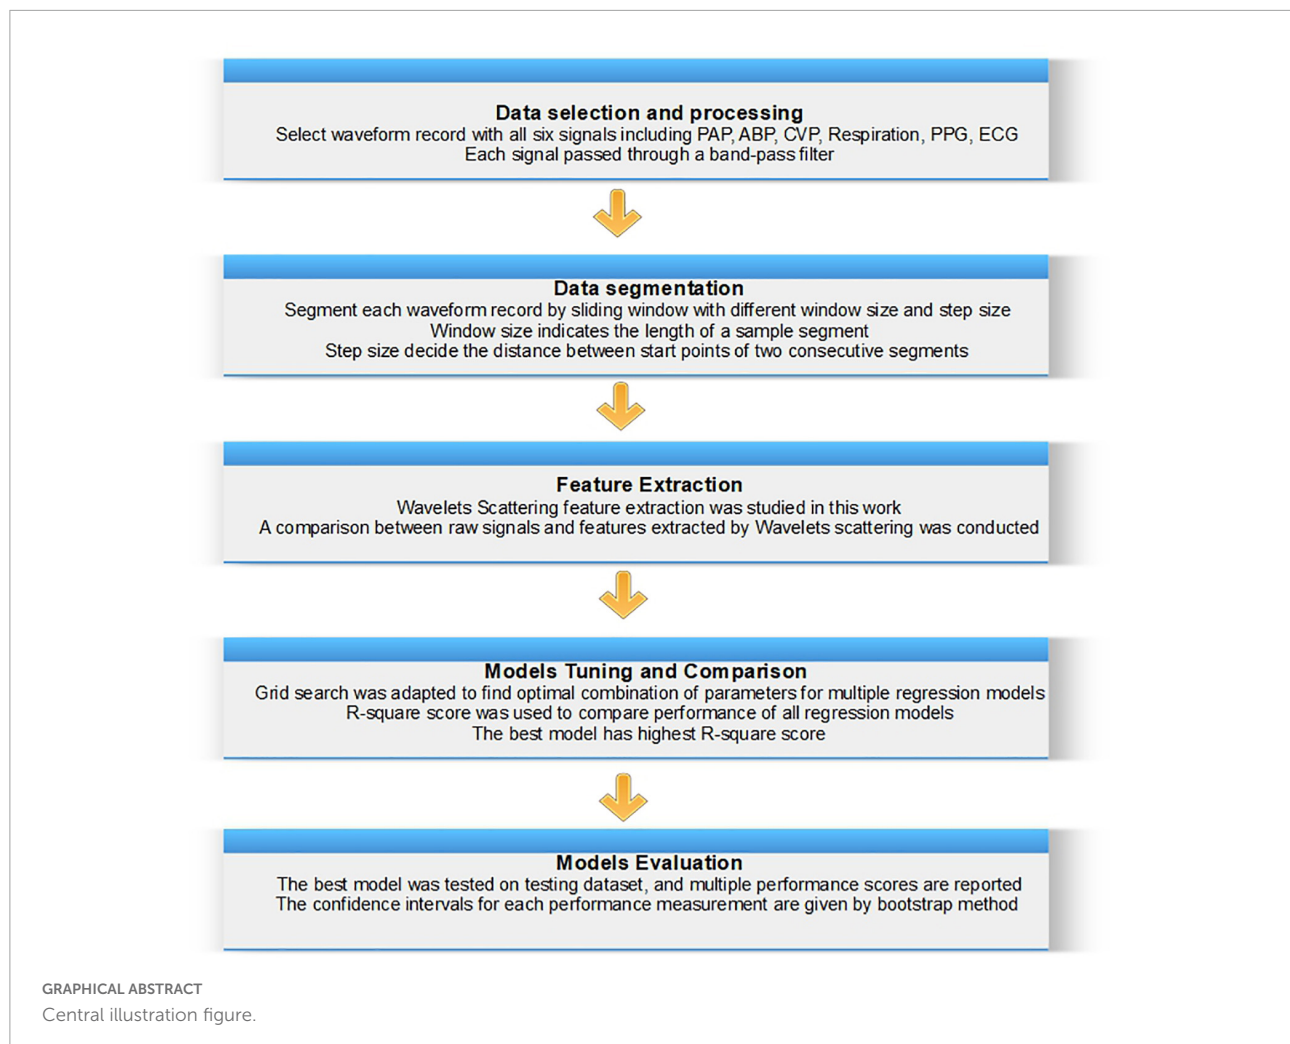 Data selection and processing
Select waveform record with all six signals including PAP, ABP, CVP, Respiration, PPG, ECG
Each signal passed through a band-pass filter
Data segmentation
Segment each waveform record by sliding window with different window size and step size
Window size indicates the length of a sample segment
Step size decide the distance between start points of two consecutive segments
Feature Extraction
Wavelets Scattering feature extraction was studied in this work
A comparison between raw signals and features extracted by Wavelets scattering was conducted
Models Tuning and Comparison
Grid search was adapted to find optimal combination of parameters for multiple regression models
R-square score was used to compare performance of all regression models
The best model has highest R-square score
Models Evaluation
The best model was tested on testing dataset, and multiple performance scores are reported
The confidence intervals for each performance measurement are given by bootstrap method
GRAPHICAL ABSTRACT
Central illustration figure.